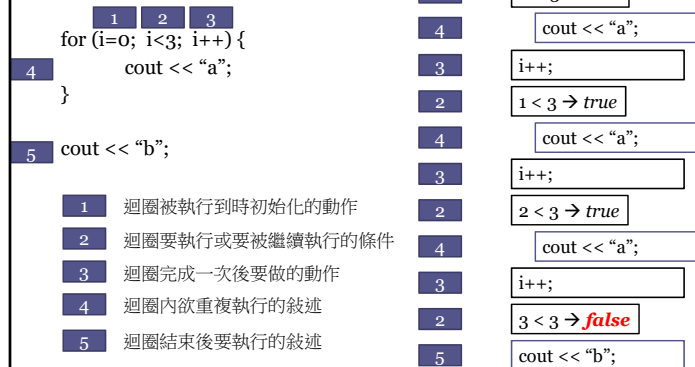 1 2 3
for (i=0; i<3; i++) {
4 cout << “a”;
}
5 cout << “b”;
1 迴圈被執行到時初始化的動作
2 迴圈要執行或要被繼續執行的條件
3 迴圈完成一次後要做的動作
4 迴圈內欲重複執行的敍述
5 迴圈結束後要執行的敍述
4 cout << “a”;
3 i++;
2 1 < 3 → true
4 cout << “a”;
3 i++;
2 2 < 3 → true
4 cout << “a”;
3 i++;
2 3 < 3 → false
5 cout << “b”;